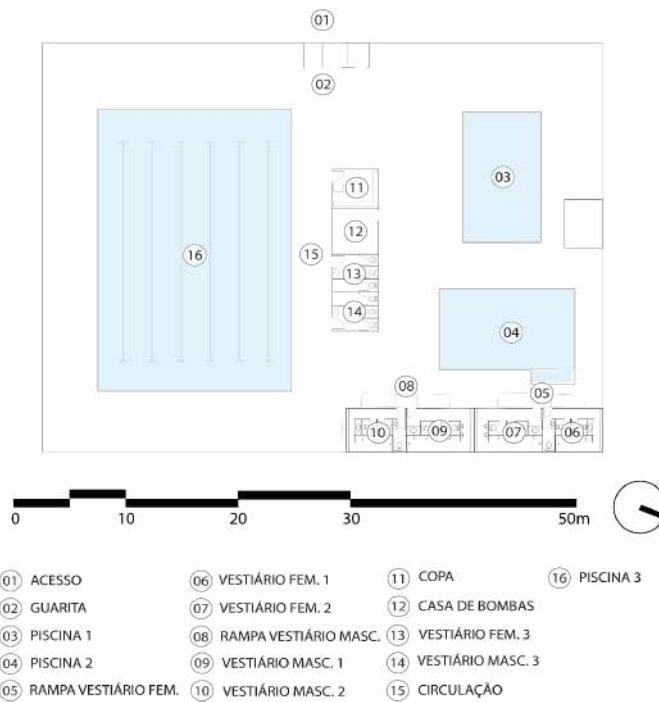 01
02
03
11
12
16
15
13
14
04
08
05
10
09
07
06
0
10
20
30
50m
01 ACESSO
02 GUARITA
03 PISCINA 1
04 PISCINA 2
05 RAMPA VESTIÁRIO FEM.
06 VESTIÁRIO FEM. 1
07 VESTIÁRIO FEM. 2
08 RAMPA VESTIÁRIO MASC.
09 VESTIÁRIO MASC. 1
10 VESTIÁRIO MASC. 2
11 COPA
12 CASA DE BOMBAS
13 VESTIÁRIO FEM. 3
14 VESTIÁRIO MASC. 3
15 CIRCULAÇÃO
16 PISCINA 3